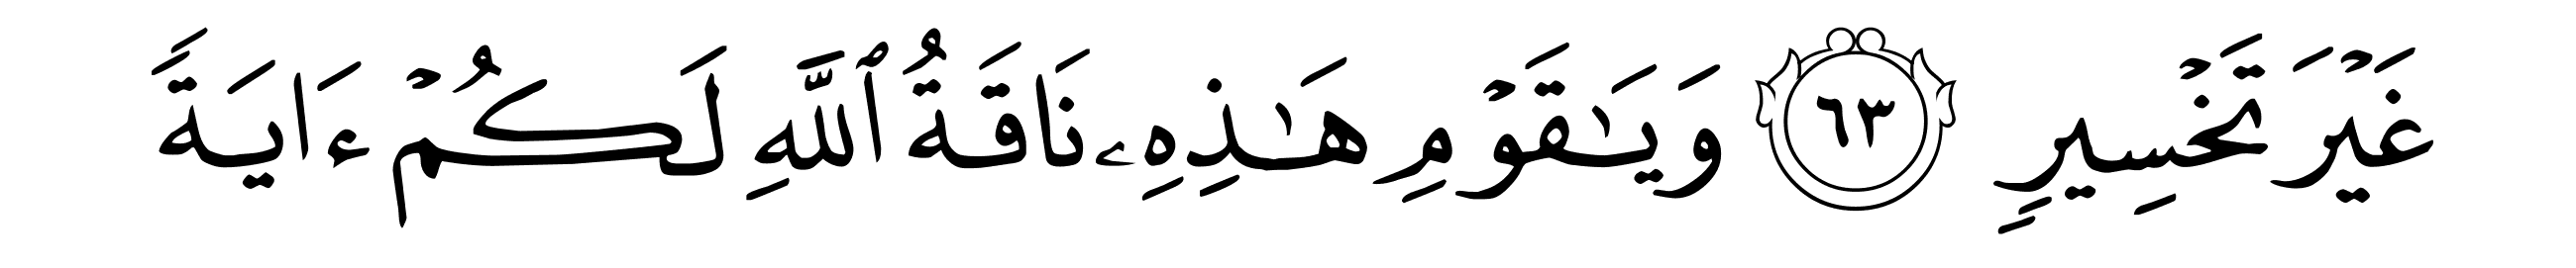 غَيْرَ تَخْسِيرٍ ٦٣ وَيَٰقَوْمِ هَٰذِهِۦ نَاقَةُ ٱللَّهِ لَكُمْ ءَايَةً